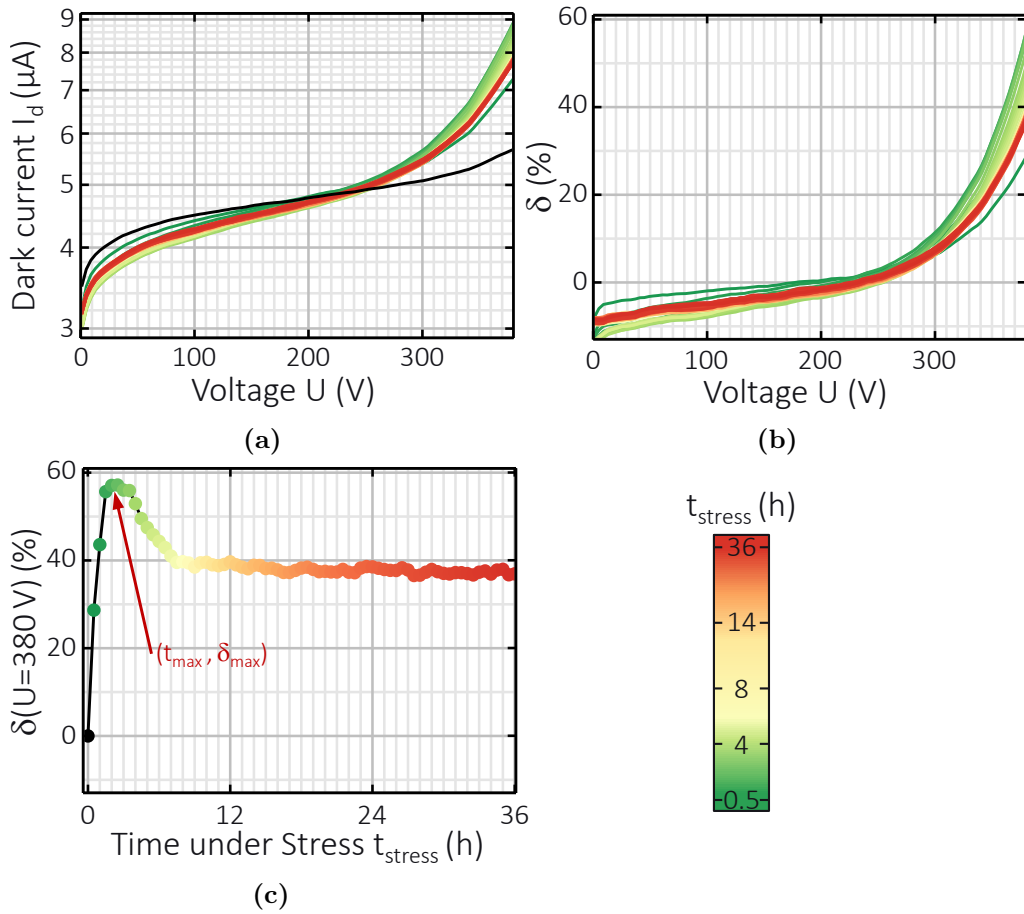 9
8
7
6
5
4
3
Dark current I_d (μA)
0 100 200 300
Voltage U (V)
(a)
60
40
20
0
δ (%)
0 100 200 300
Voltage U (V)
(b)
60
40
20
0
δ(U=380 V) (%)
(t_max, δ_max)
0 12 24 36
Time under Stress t_stress (h)
(c)
t_stress (h)
36
14
8
4
0.5